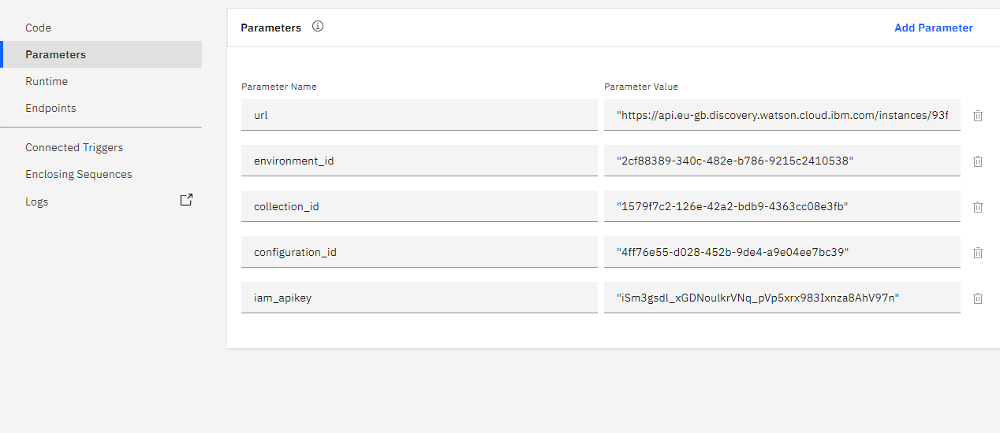 Code
Parameters
Runtime
Endpoints
Connected Triggers
Enclosing Sequences
Logs
Parameters
Add Parameter
Parameter Name Parameter Value
url "https://api.eu-gb.discovery.watson.cloud.ibm.com/instances/93f
environment_id "2cf88389-340c-482e-b786-9215c2410538"
collection_id "1579f7c2-126e-42a2-bdb9-4363cc08e3fb"
configuration_id "4ff76e55-d028-452b-9de4-a9e04ee7bc39"
iam_apikey "iSm3gsdl_xGDNoulkrVNq_pVp5xrx983Ixnza8AhV97n"